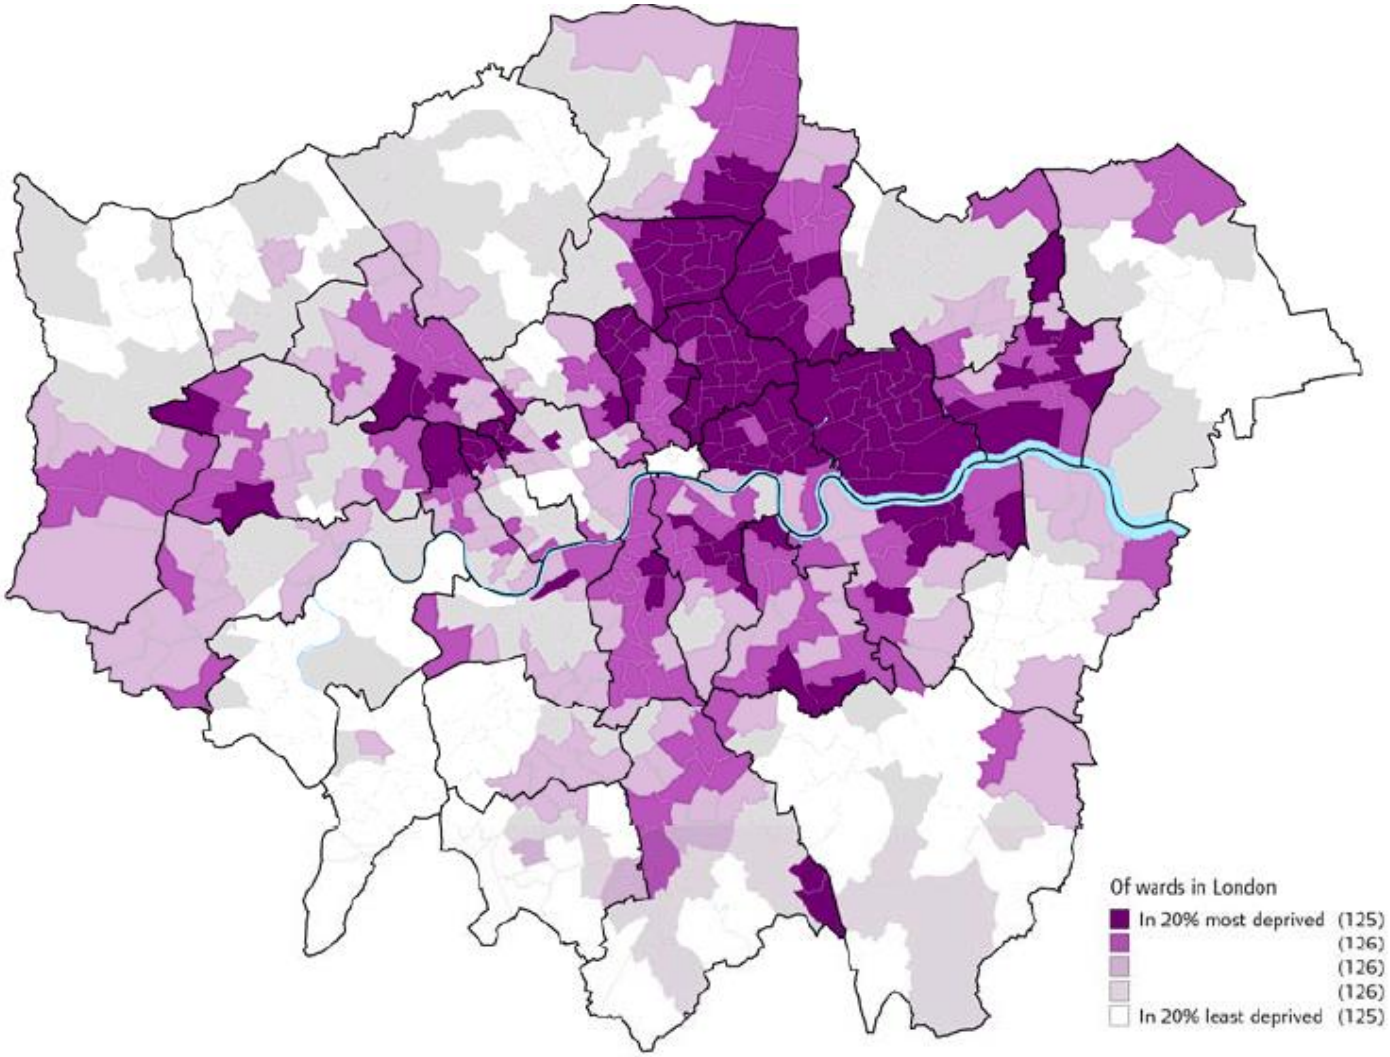 Of wards in London
In 20% most deprived (125)
(126)
(126)
(126)
In 20% least deprived (125)